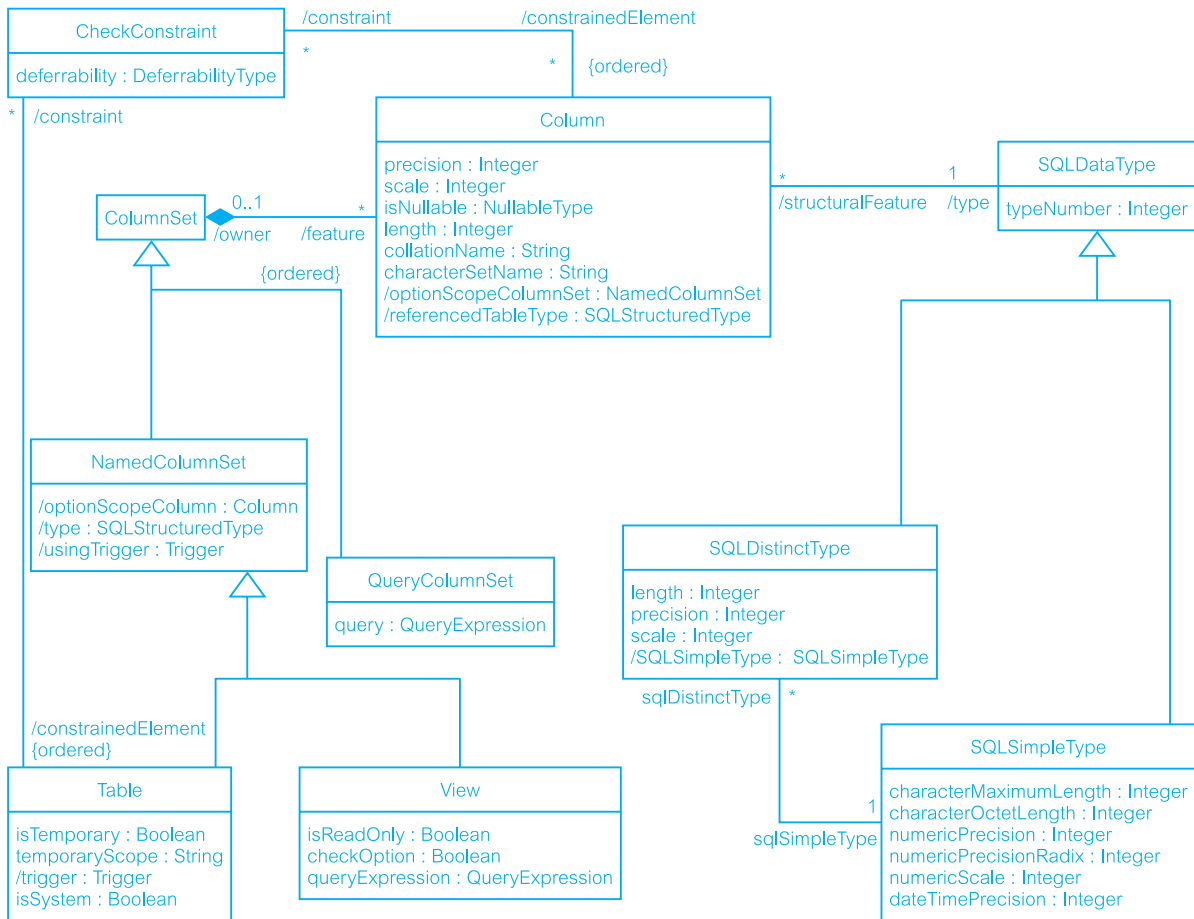 /constraint
/constrainedElement
CheckConstraint
deferrability : DeferrabilityType
*
*
{ordered}
*
/constraint
Column
precision : Integer
scale : Integer
isNullable : NullableType
length : Integer
collationName : String
characterSetName : String
/optionScopeColumnSet : NamedColumnSet
/referencedTableType : SQLStructuredType
SQLDataType
typeNumber : Integer
*
1
/structuralFeature
/type
ColumnSet
0..1
*
/owner
/feature
{ordered}
NamedColumnSet
/optionScopeColumn : Column
/type : SQLStructuredType
/usingTrigger : Trigger
QueryColumnSet
query : QueryExpression
SQLDistinctType
length : Integer
precision : Integer
scale : Integer
/SQLSimpleType : SQLSimpleType
sqlDistinctType
*
/constrainedElement
{ordered}
Table
isTemporary : Boolean
temporaryScope : String
/trigger : Trigger
isSystem : Boolean
View
isReadOnly : Boolean
checkOption : Boolean
queryExpression : QueryExpression
1
sqlSimpleType
SQLSimpleType
characterMaximumLength : Integer
characterOctetLength : Integer
numericPrecision : Integer
numericPrecisionRadix : Integer
numericScale : Integer
dateTimePrecision : Integer